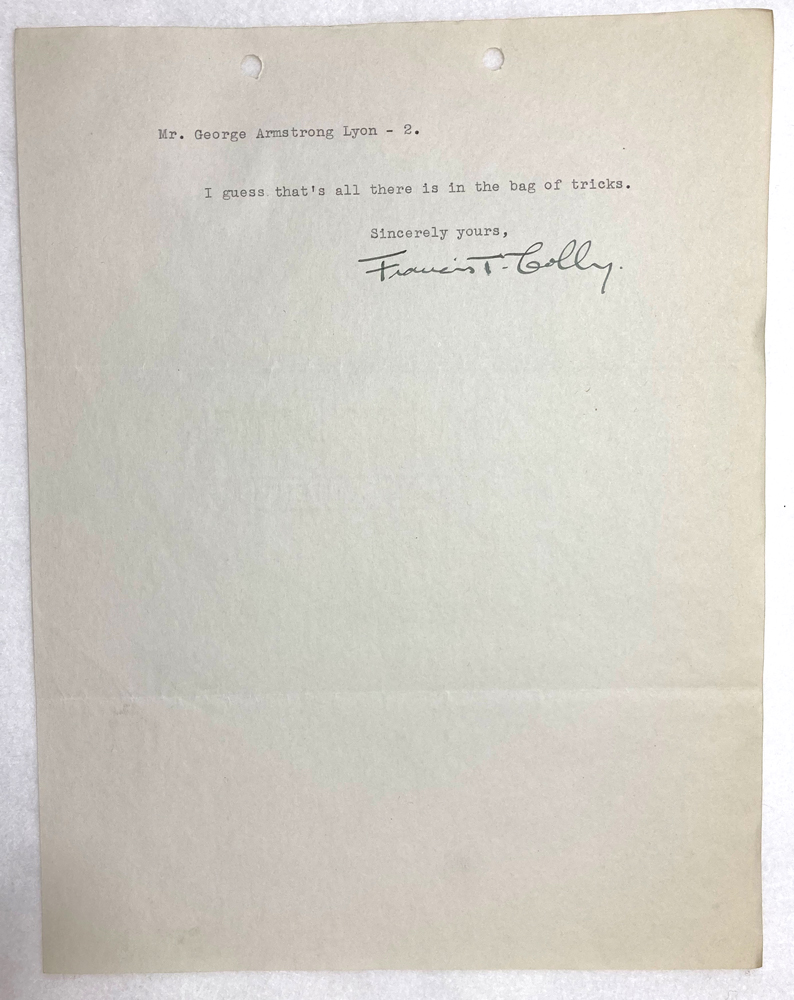 Mr. George Armstrong Lyon - 2.
I guess that's all there is in the bag of tricks.
Sincerely yours,
Francis T. Colby.